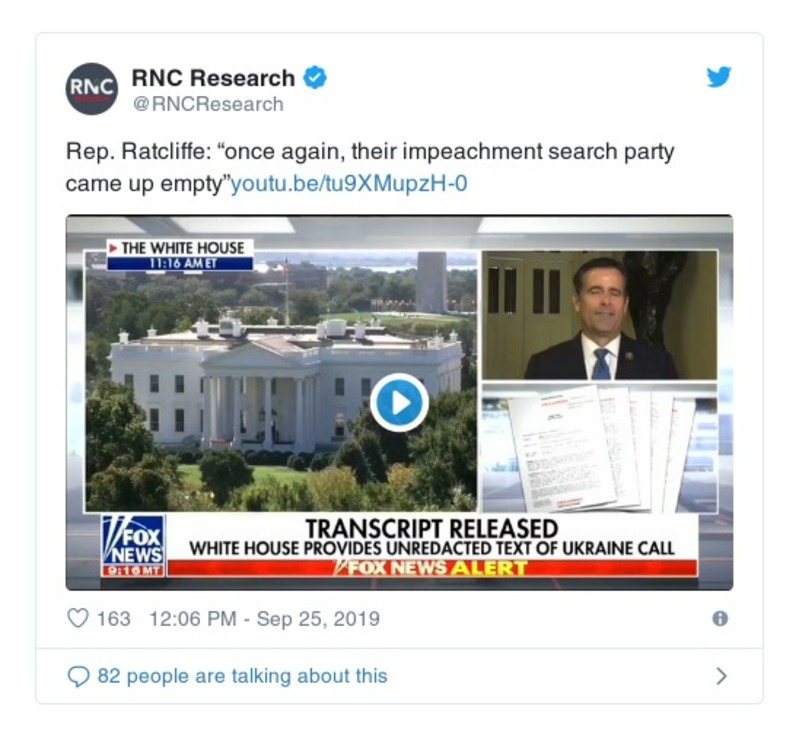 RNC
RNC Research
@RNCResearch
Rep. Ratcliffe: “once again, their impeachment search party
came up empty”youtu.be/tu9XMupzH-0
THE WHITE HOUSE
11:16 AM ET
FOX
NEWS
9:16 MT
TRANSCRIPT RELEASED
WHITE HOUSE PROVIDES UNREDACTED TEXT OF UKRAINE CALL
FOX NEWS ALERT
163 12:06 PM - Sep 25, 2019
82 people are talking about this